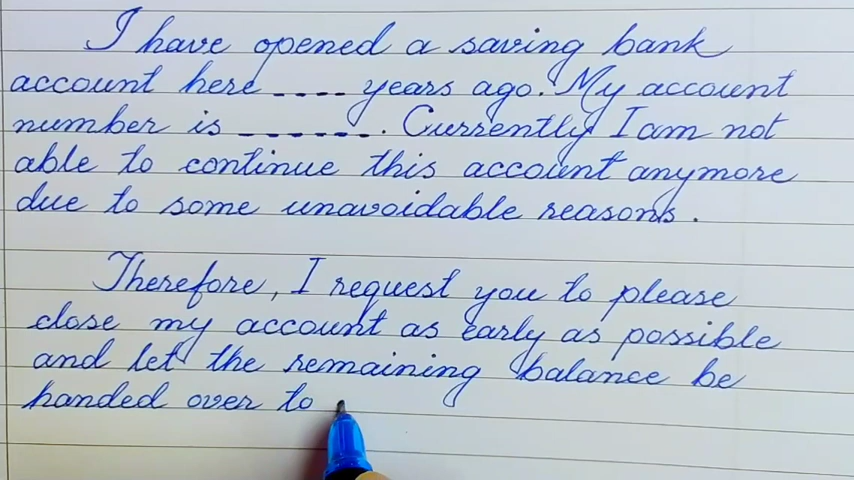 I have opened a saving bank
account here ---- years ago. My account
number is -------. Currently I am not
able to continue this account anymore
due to some unavoidable reasons.
Therefore, I request you to please
close my account as early as possible
and let the remaining balance be
handed over to